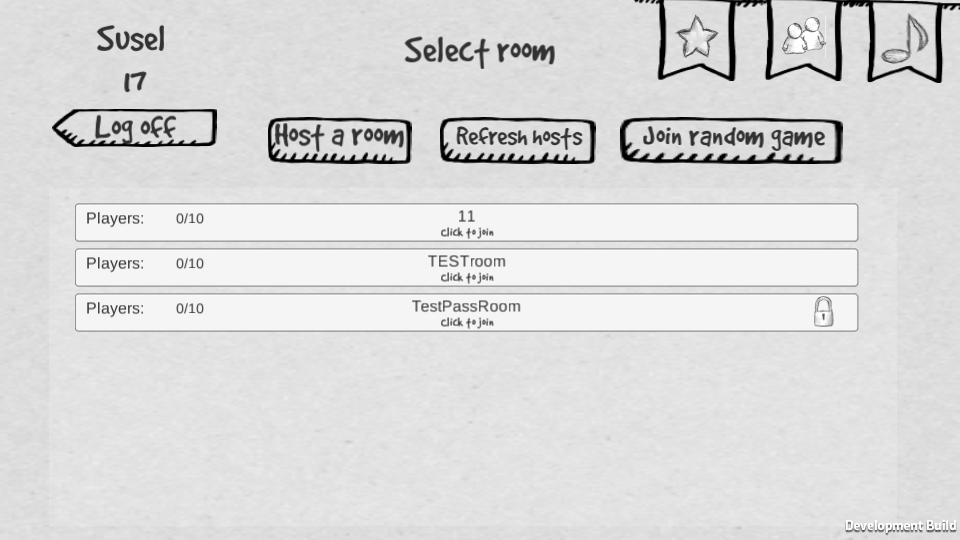 Susel
17
Select room
Log off
Host a room
Refresh hosts
Join random game
Players: 0/10
11
click to join
Players: 0/10
TESTroom
click to join
Players: 0/10
TestPassRoom
click to join
Development Build